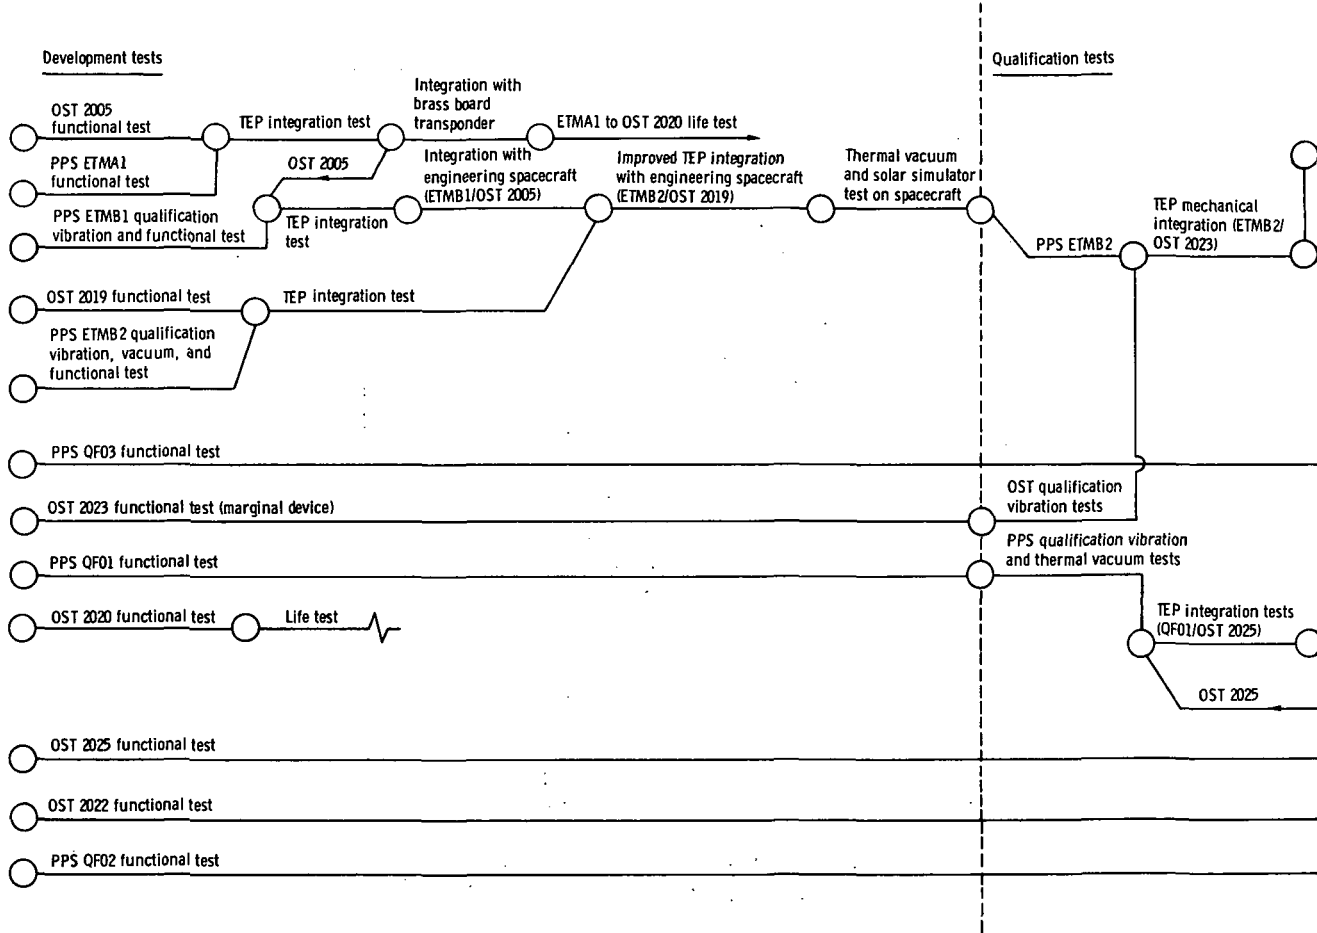 Development tests
Qualification tests
OST 2005
functional test
TEP integration test
Integration with
brass board
transponder
ETMA1 to OST 2020 life test
PPS ETMA1
functional test
OST 2005
Integration with
engineering spacecraft
(ETMB1/OST 2005)
Improved TEP integration
with engineering spacecraft
(ETMB2/OST 2019)
Thermal vacuum
and solar simulator
test on spacecraft
PPS ETMB1 qualification
vibration and functional test
TEP integration
test
PPS ETMB2
TEP mechanical
integration (ETMB2/
OST 2023)
OST 2019 functional test
TEP integration test
PPS ETMB2 qualification
vibration, vacuum, and
functional test
PPS QF03 functional test
OST 2023 functional test (marginal device)
OST qualification
vibration tests
PPS QF01 functional test
PPS qualification vibration
and thermal vacuum tests
OST 2020 functional test
Life test
TEP integration tests
(QF01/OST 2025)
OST 2025
OST 2025 functional test
OST 2022 functional test
PPS QF02 functional test